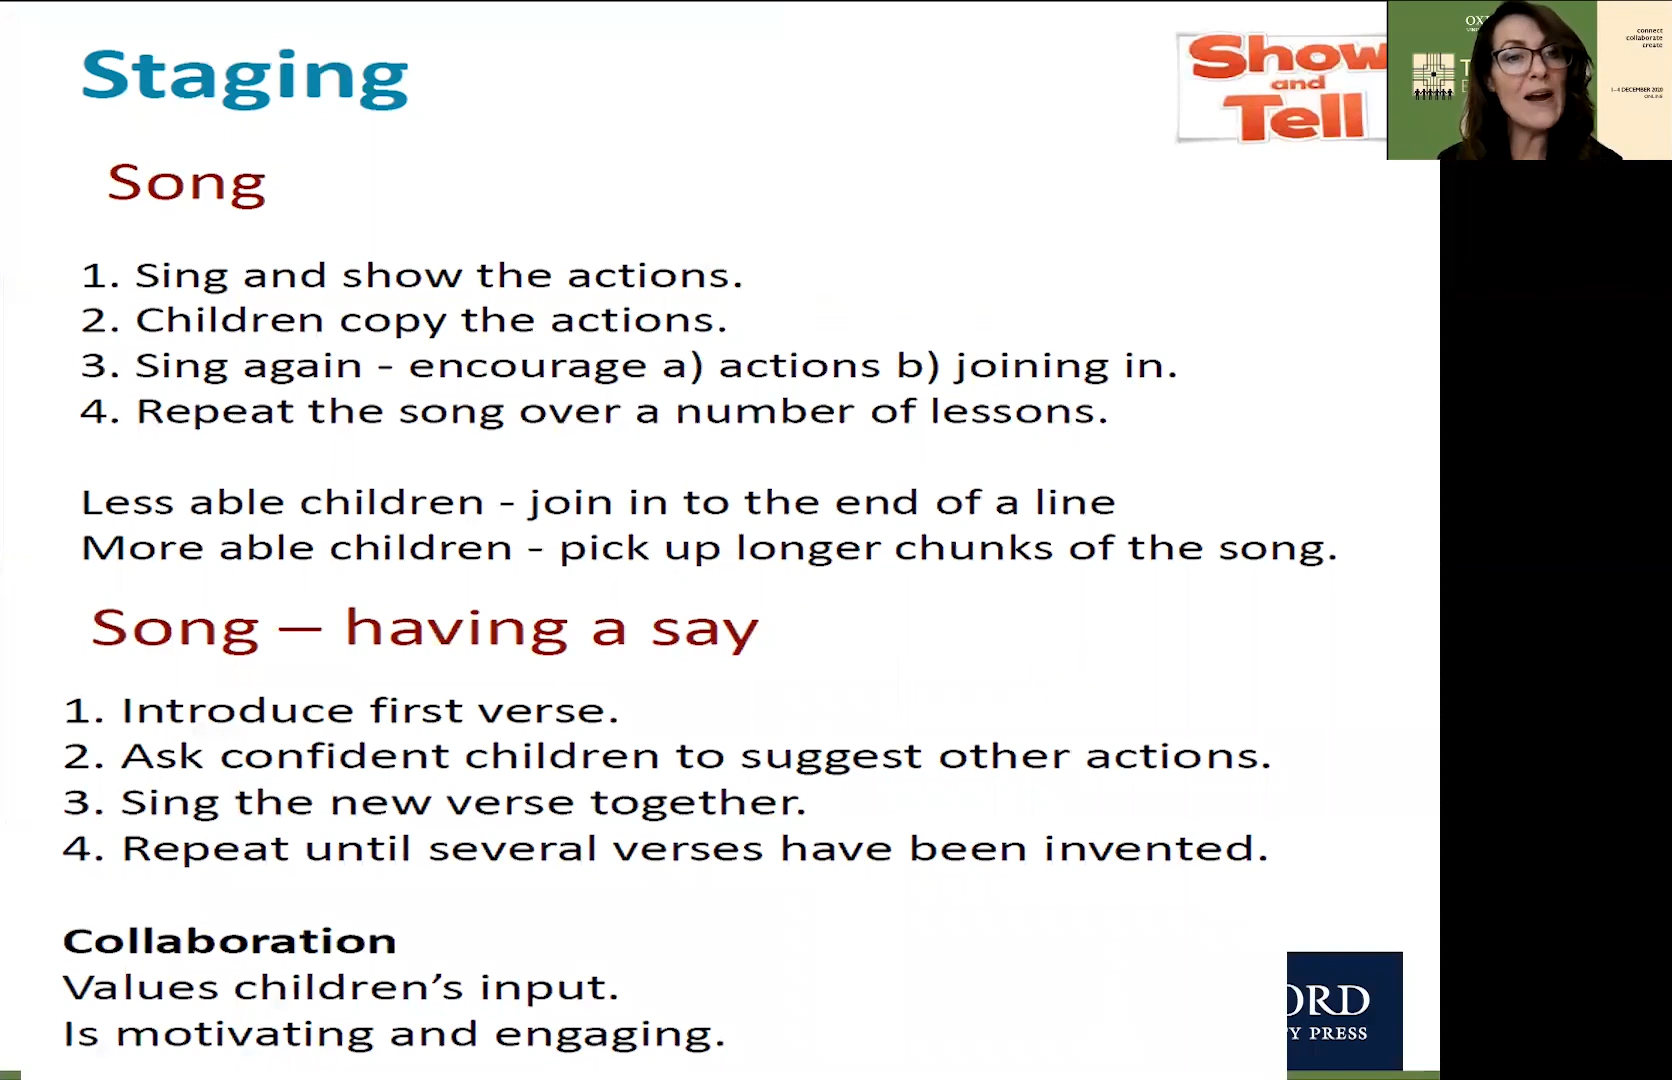 Staging
Show
and
Tell
connect
collaborate
create
1–4 DECEMBER 2020
ONLINE
Song
1. Sing and show the actions.
2. Children copy the actions.
3. Sing again - encourage a) actions b) joining in.
4. Repeat the song over a number of lessons.
Less able children - join in to the end of a line
More able children - pick up longer chunks of the song.
Song – having a say
1. Introduce first verse.
2. Ask confident children to suggest other actions.
3. Sing the new verse together.
4. Repeat until several verses have been invented.
Collaboration
Values children’s input.
Is motivating and engaging.
ORD
Y PRESS